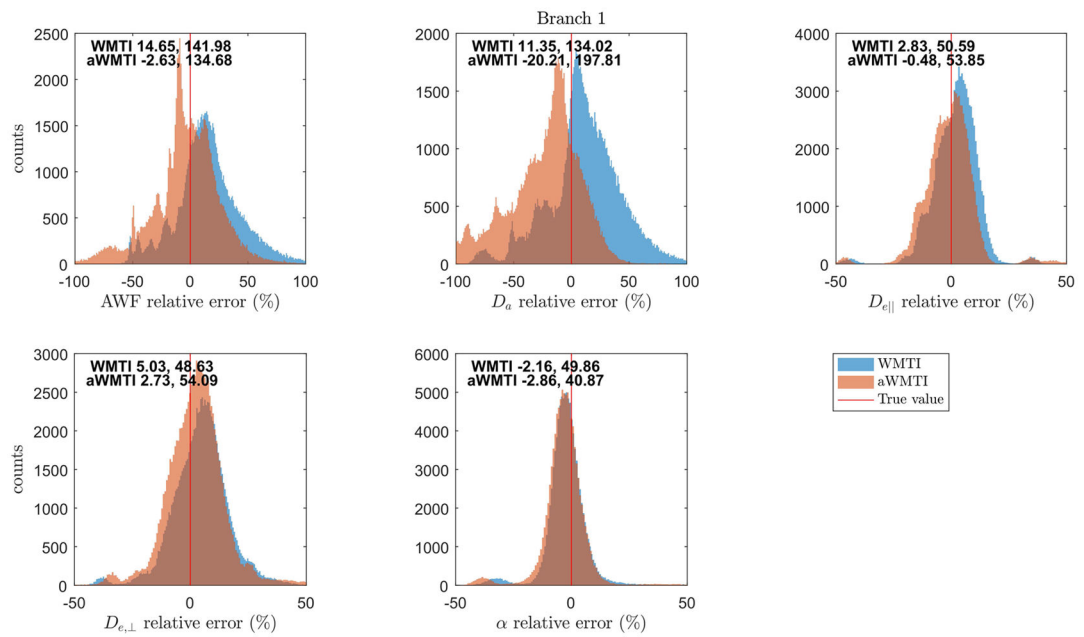 Branch 1
WMTI 14.65, 141.98
aWMTI -2.63, 134.68
2500
2000
1500
1000
500
0
counts
-100 -50 0 50 100
AWF relative error (%)
WMTI 11.35, 134.02
aWMTI -20.21, 197.81
2000
1500
1000
500
0
-100 -50 0 50 100
Dₐ relative error (%)
WMTI 2.83, 50.59
aWMTI -0.48, 53.85
4000
3000
2000
1000
0
-50 0 50
D_{e||} relative error (%)
WMTI 5.03, 48.63
aWMTI 2.73, 54.09
3000
2500
2000
1500
1000
500
0
counts
-50 0 50
D_{e,⊥} relative error (%)
WMTI -2.16, 49.86
aWMTI -2.86, 40.87
6000
5000
4000
3000
2000
1000
0
-50 0 50
α relative error (%)
WMTI
aWMTI
True value